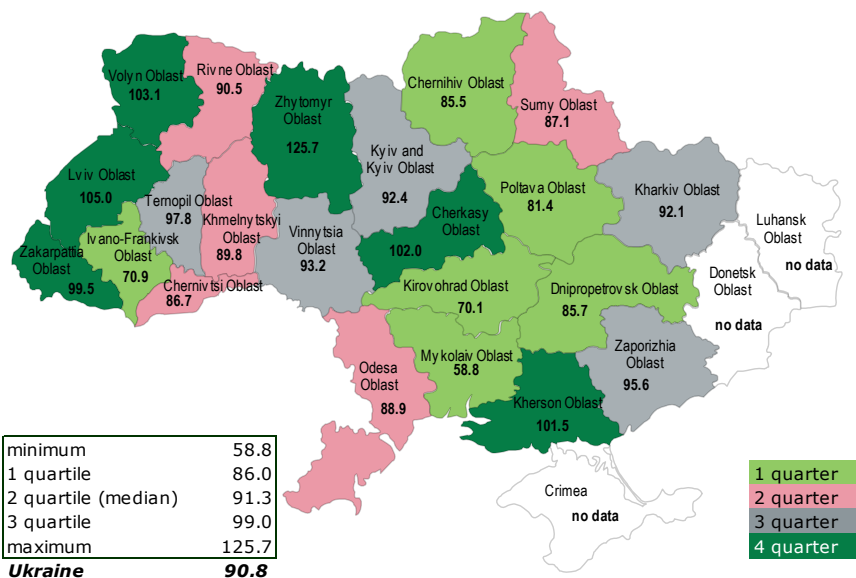 Volyn Oblast
103.1
Rivne Oblast
90.5
Zhytomyr
Oblast
125.7
Chernihiv Oblast
85.5
Sumy Oblast
87.1
Kyiv and
Kyiv Oblast
92.4
Lviv Oblast
105.0
Ternopil Oblast
97.8
Khmelnytskyi
Oblast
89.8
Vinnytsia
Oblast
93.2
Cherkasy
Oblast
102.0
Poltava Oblast
81.4
Kharkiv Oblast
92.1
Luhansk
Oblast
no data
Zakarpattia
Oblast
99.5
Ivano-Frankivsk
Oblast
70.9
Chernivtsi Oblast
86.7
Kirovohrad Oblast
70.1
Dnipropetrovsk Oblast
85.7
Donetsk
Oblast
no data
Odesa
Oblast
88.9
Mykolaiv Oblast
58.8
Zaporizhia
Oblast
95.6
Kherson Oblast
101.5
Crimea
no data
minimum 58.8
1 quartile 86.0
2 quartile (median) 91.3
3 quartile 99.0
maximum 125.7
Ukraine 90.8
1 quarter
2 quarter
3 quarter
4 quarter